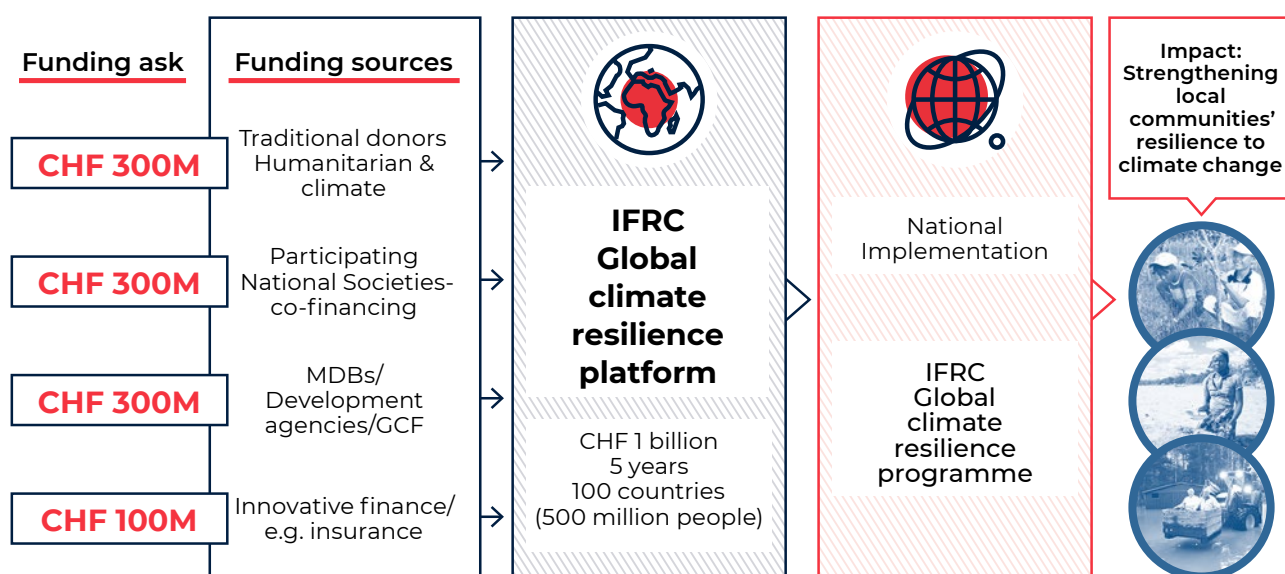 Funding ask
Funding sources
CHF 300M
Traditional donors
Humanitarian &
climate
CHF 300M
Participating
National Societies-
co-financing
CHF 300M
MDBs/
Development
agencies/GCF
CHF 100M
Innovative finance/
e.g. insurance
IFRC
Global
climate
resilience
platform
CHF 1 billion
5 years
100 countries
(500 million people)
National
Implementation
IFRC
Global
climate
resilience
programme
Impact:
Strengthening
local
communities’
resilience to
climate change